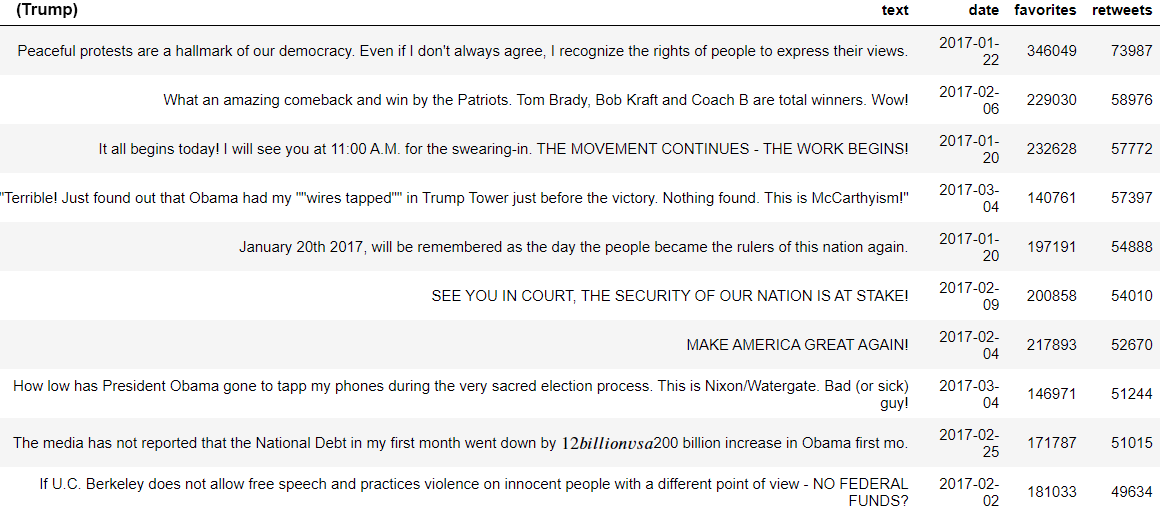 (Trump) text date favorites retweets
Peaceful protests are a hallmark of our democracy. Even if I don't always agree, I recognize the rights of people to express their views. 2017-01-22 346049 73987
What an amazing comeback and win by the Patriots. Tom Brady, Bob Kraft and Coach B are total winners. Wow! 2017-02-06 229030 58976
It all begins today! I will see you at 11:00 A.M. for the swearing-in. THE MOVEMENT CONTINUES - THE WORK BEGINS! 2017-01-20 232628 57772
"Terrible! Just found out that Obama had my ""wires tapped"" in Trump Tower just before the victory. Nothing found. This is McCarthyism!" 2017-03-04 140761 57397
January 20th 2017, will be remembered as the day the people became the rulers of this nation again. 2017-01-20 197191 54888
SEE YOU IN COURT, THE SECURITY OF OUR NATION IS AT STAKE! 2017-02-09 200858 54010
MAKE AMERICA GREAT AGAIN! 2017-02-04 217893 52670
How low has President Obama gone to tapp my phones during the very sacred election process. This is Nixon/Watergate. Bad (or sick) guy! 2017-03-04 146971 51244
The media has not reported that the National Debt in my first month went down by 12billionvsa200 billion increase in Obama first mo. 2017-02-25 171787 51015
If U.C. Berkeley does not allow free speech and practices violence on innocent people with a different point of view - NO FEDERAL FUNDS? 2017-02-02 181033 49634